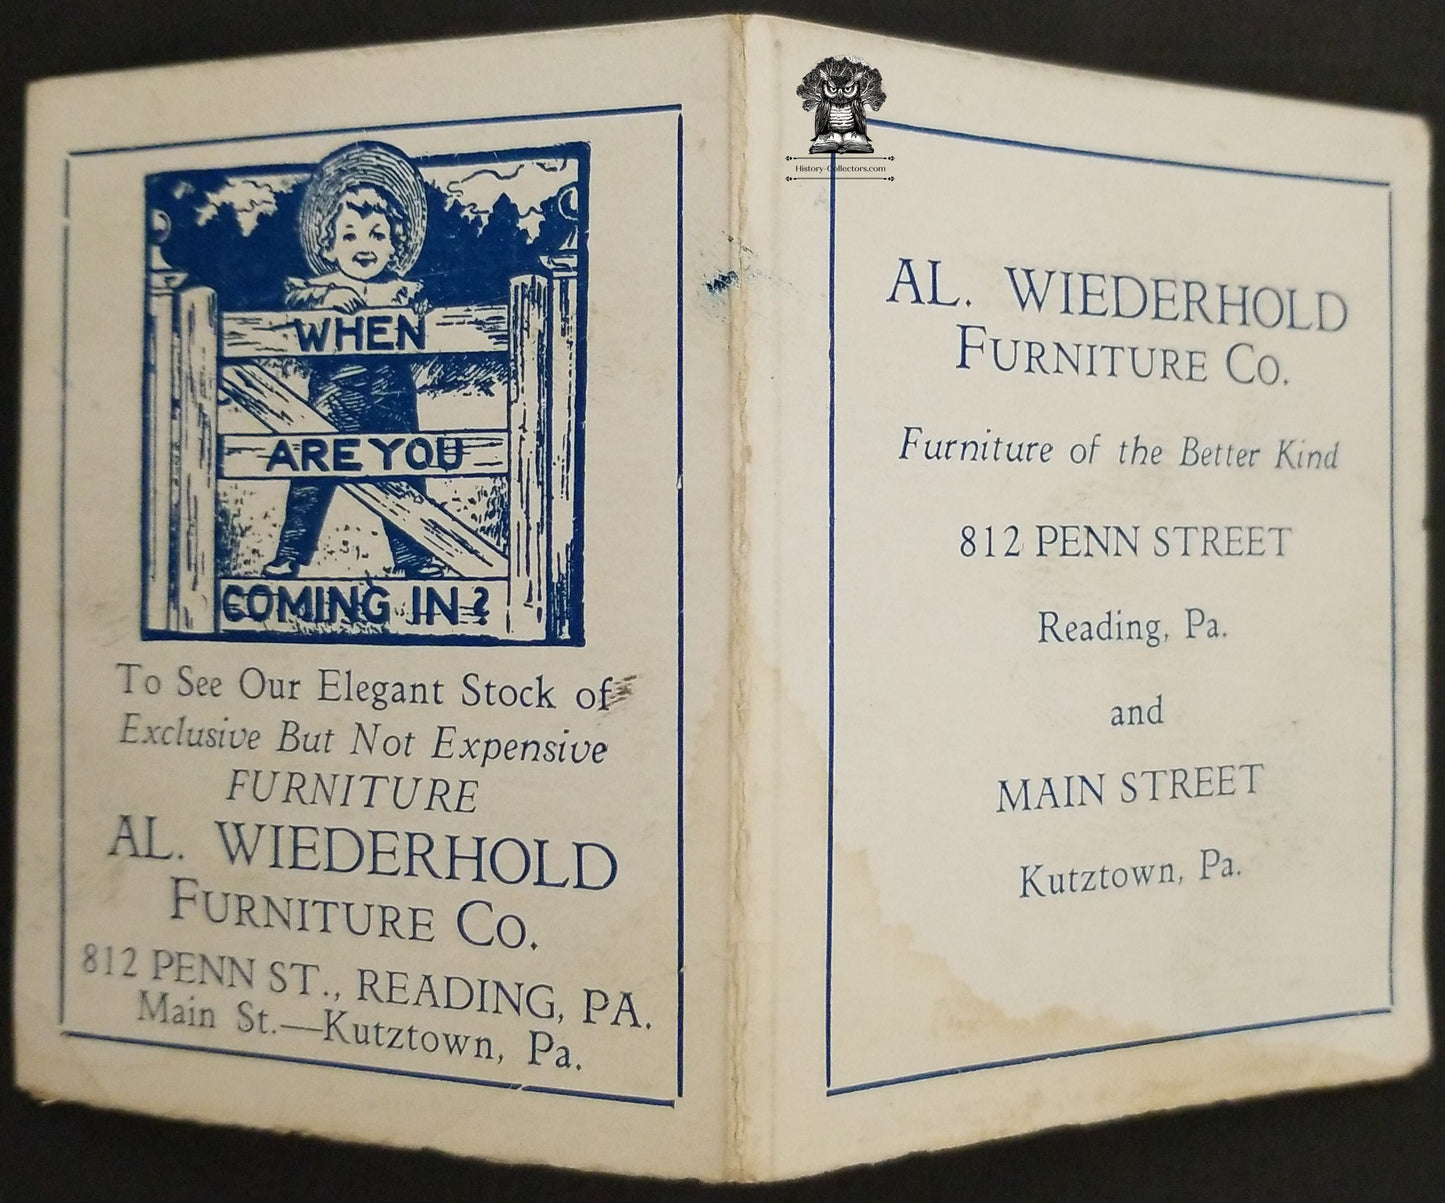 WHEN
ARE YOU
COMING IN?
To See Our Elegant Stock of
Exclusive But Not Expensive
FURNITURE
AL. WIEDERHOLD
FURNITURE CO.
812 PENN ST., READING, PA.
Main St.—Kutztown, Pa.
History-Collectors.com
AL. WIEDERHOLD
FURNITURE CO.
Furniture of the Better Kind
812 PENN STREET
Reading, Pa.
and
MAIN STREET
Kutztown, Pa.